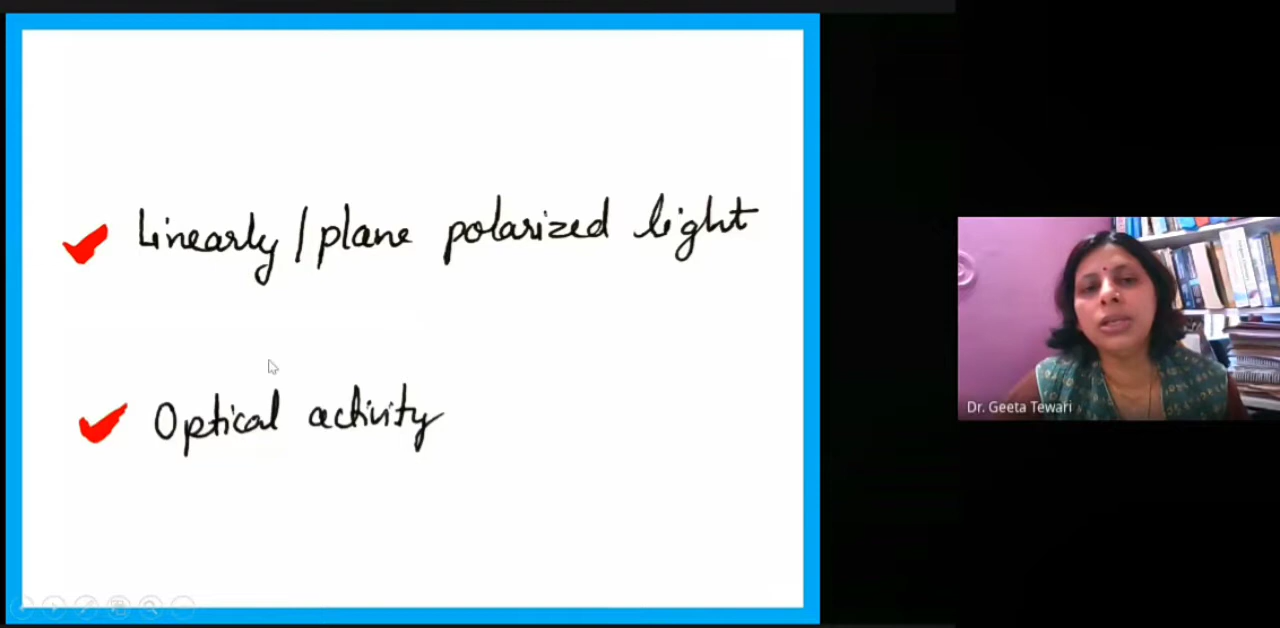 Linearly / plane polarized light
Optical activity
Dr. Geeta Tewari